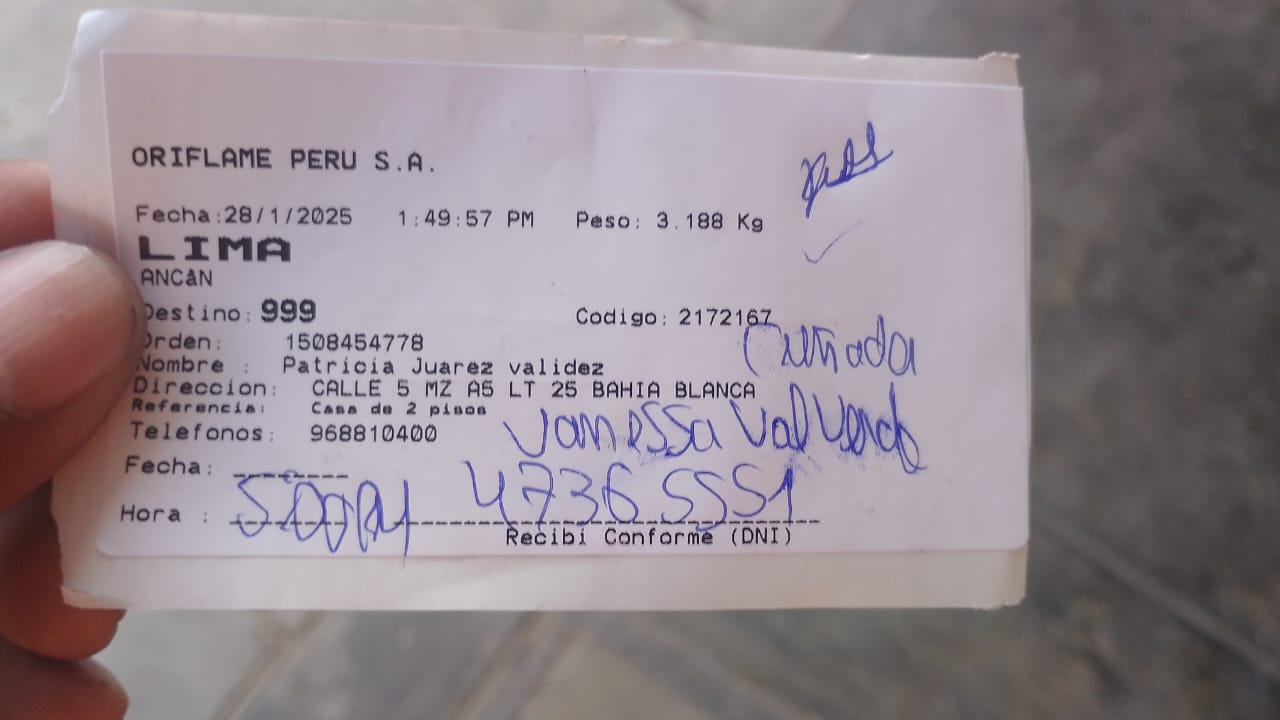 ORIFLAME PERU S.A.
Fecha:28/1/2025 1:49:57 PM Peso: 3.188 Kg
LIMA
ANCåN
Destino: 999 Codigo: 2172167
Orden: 1508454778
Cuñada
Nombre : Patricia Juarez validez
Direccion: CALLE 5 MZ A5 LT 25 BAHIA BLANCA
Referencia: Casa de 2 pisos
Vanessa Valverde
Telefonos: 968810400
Fecha:
47365551
Hora :
Recibi Conforme (DNI)